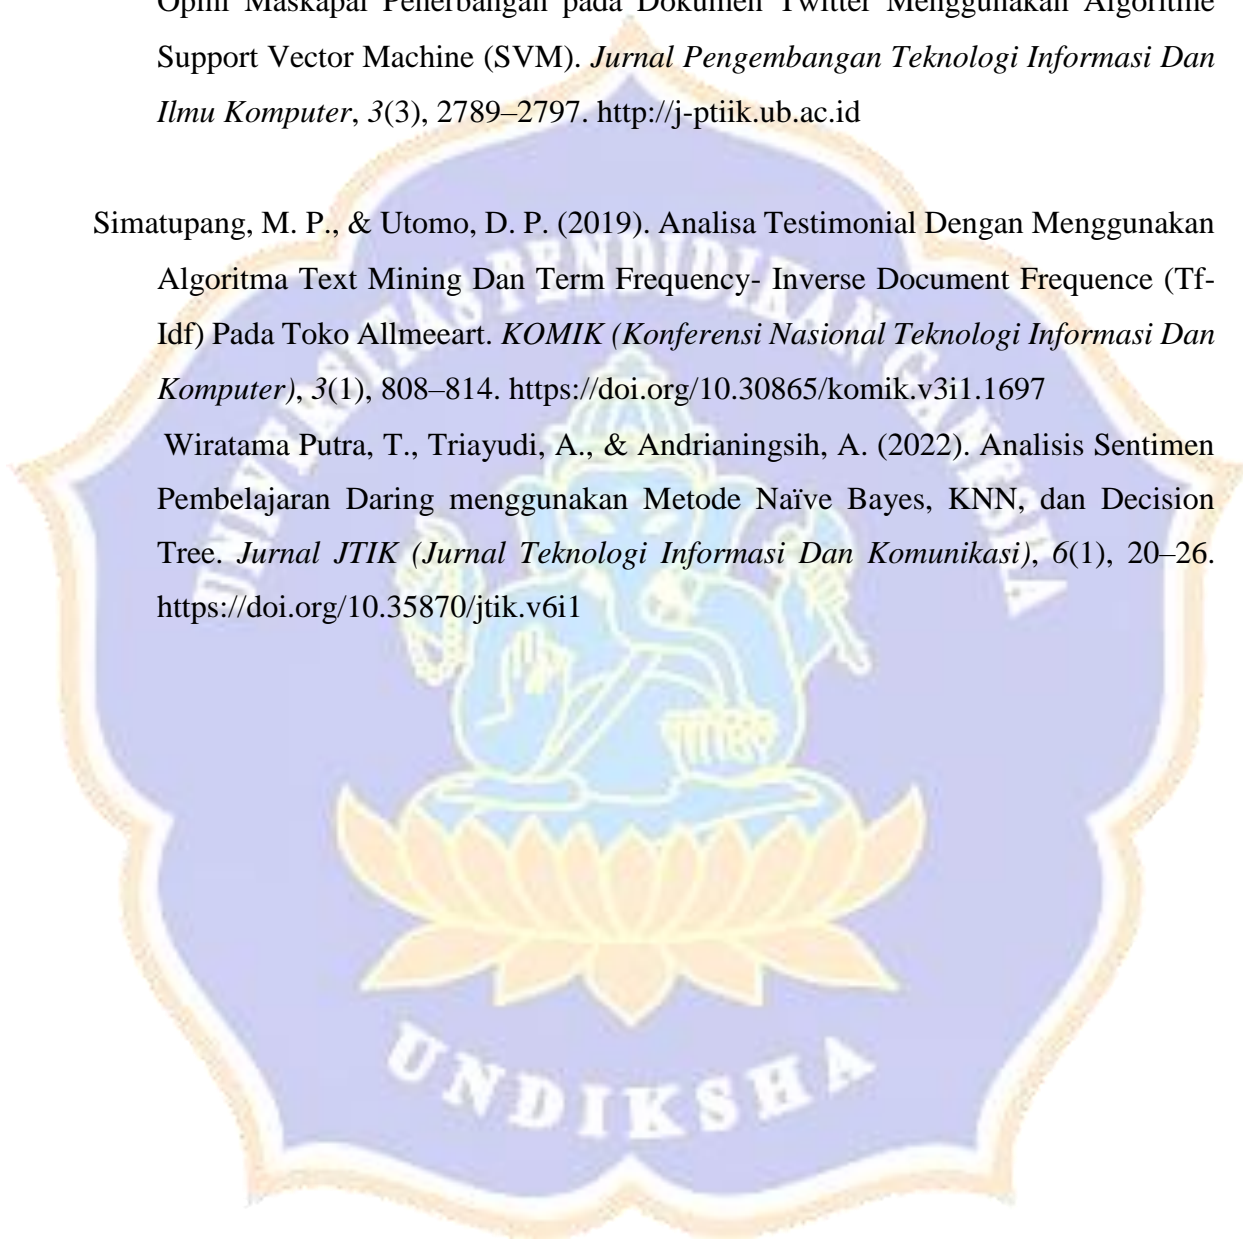 Opini Maskapai Penerbangan pada Dokumen Twitter Menggunakan Algoritme
Support Vector Machine (SVM). Jurnal Pengembangan Teknologi Informasi Dan
Ilmu Komputer, 3(3), 2789–2797. http://j-ptiik.ub.ac.id
Simatupang, M. P., & Utomo, D. P. (2019). Analisa Testimonial Dengan Menggunakan
Algoritma Text Mining Dan Term Frequency- Inverse Document Frequence (Tf-
Idf) Pada Toko Allmeeart. KOMIK (Konferensi Nasional Teknologi Informasi Dan
Komputer), 3(1), 808–814. https://doi.org/10.30865/komik.v3i1.1697
Wiratama Putra, T., Triayudi, A., & Andrianingsih, A. (2022). Analisis Sentimen
Pembelajaran Daring menggunakan Metode Naïve Bayes, KNN, dan Decision
Tree. Jurnal JTIK (Jurnal Teknologi Informasi Dan Komunikasi), 6(1), 20–26.
https://doi.org/10.35870/jtik.v6i1
UNIVERSITAS PENDIDIKAN GANESHA
UNDIKSHA